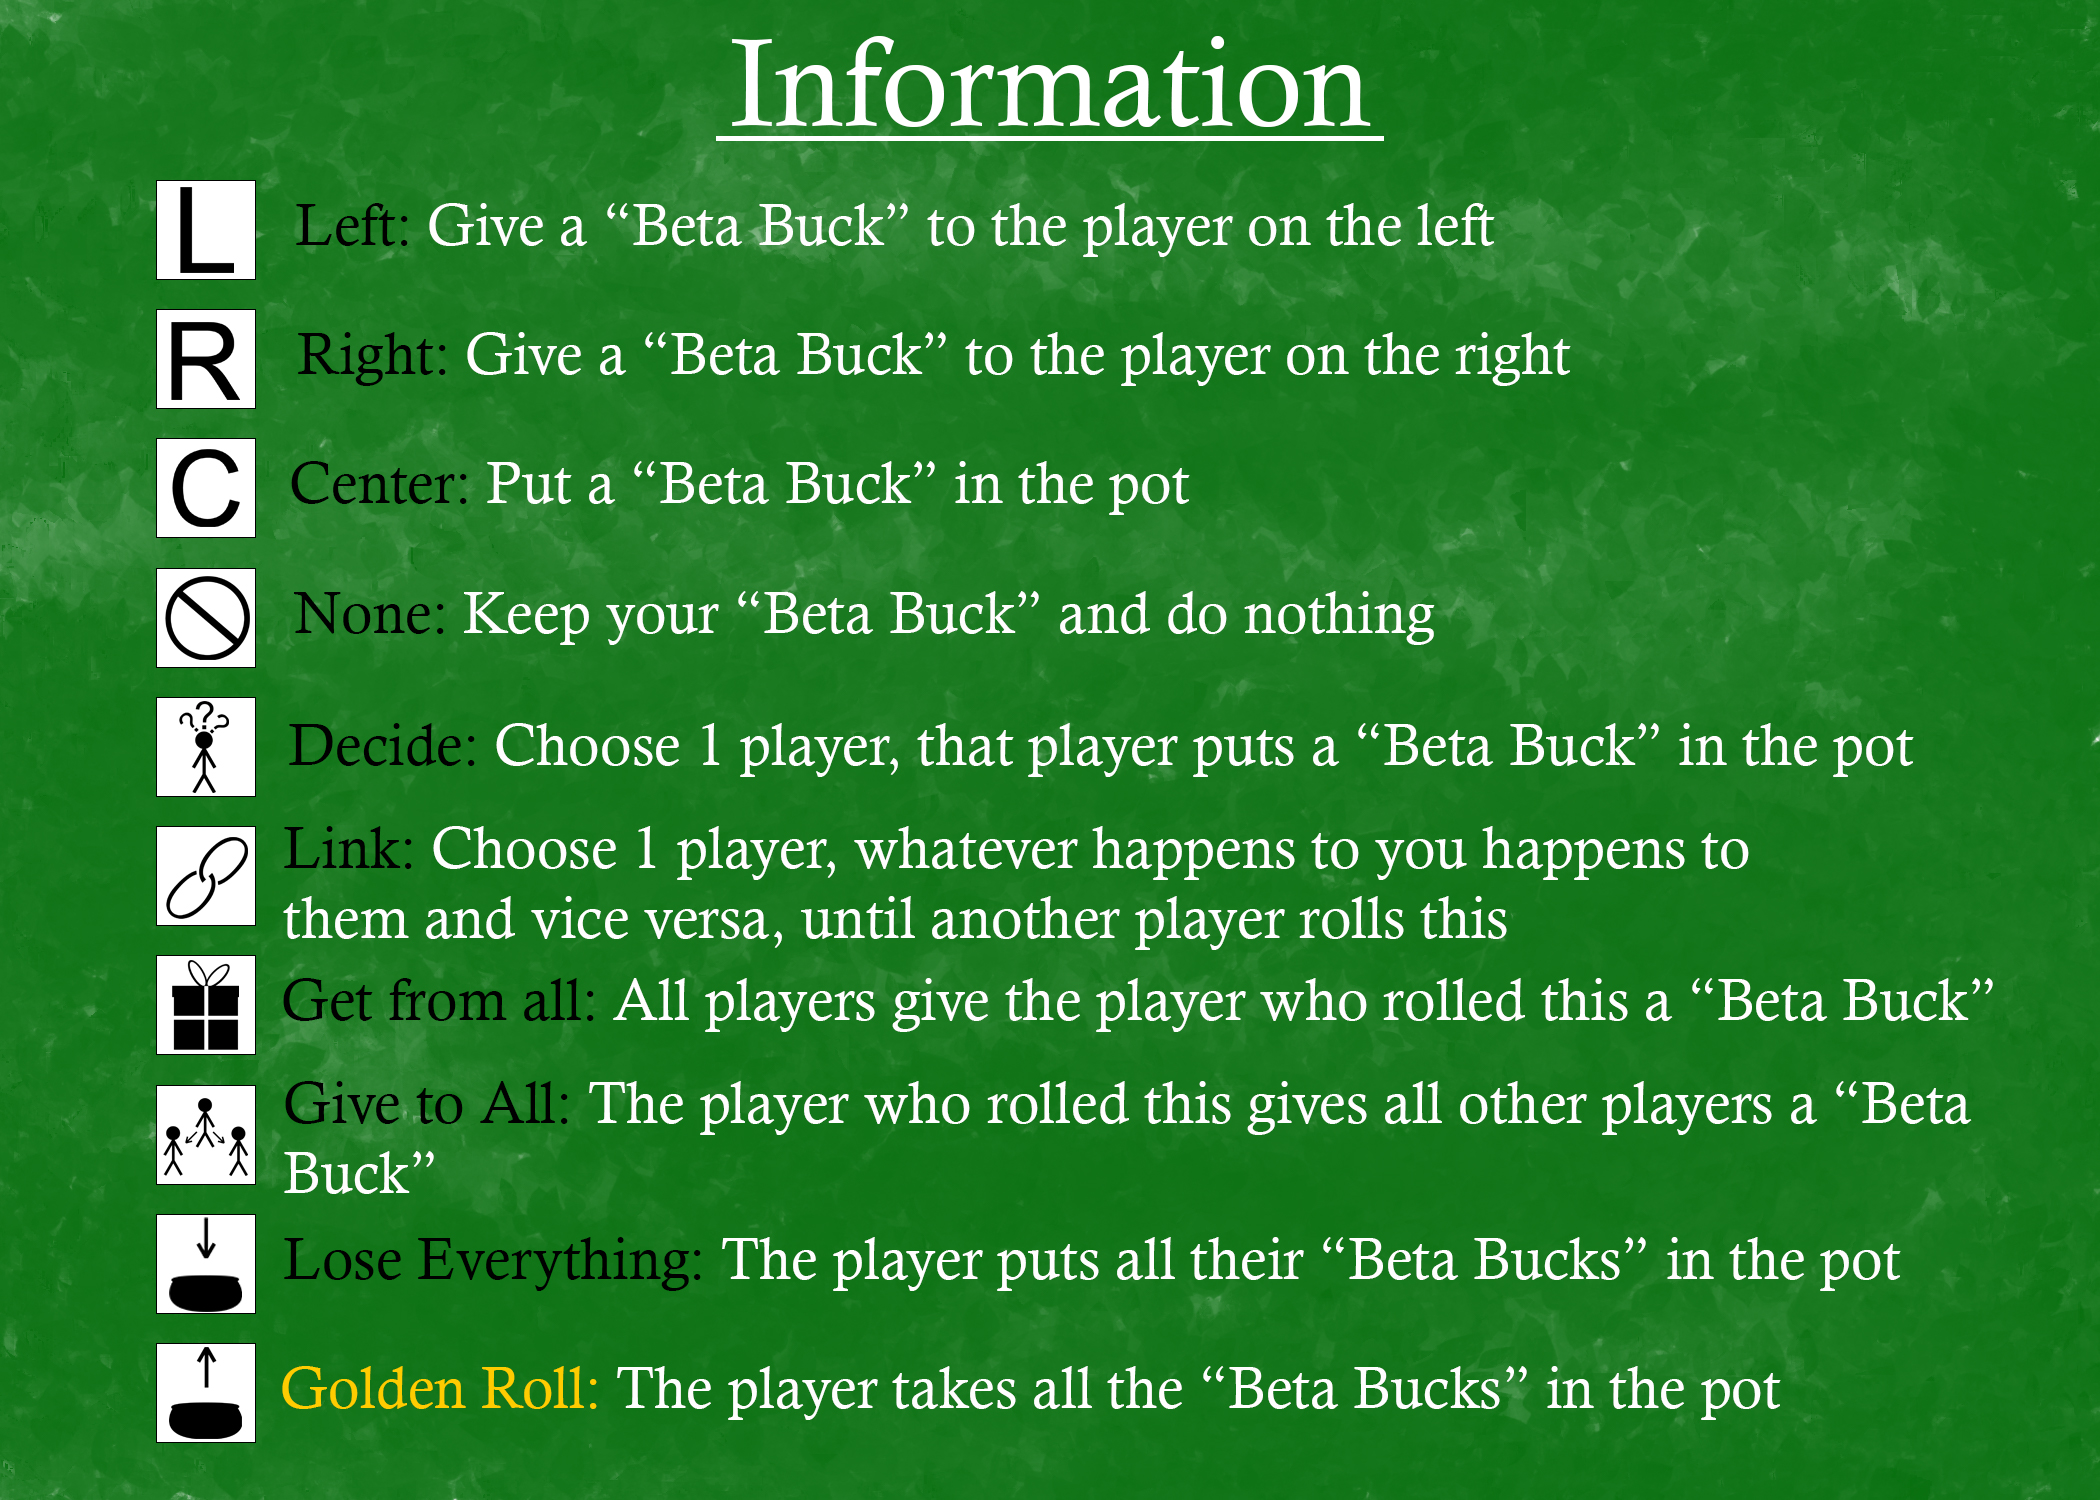 Information
L Left: Give a “Beta Buck” to the player on the left
R Right: Give a “Beta Buck” to the player on the right
C Center: Put a “Beta Buck” in the pot
None: Keep your “Beta Buck” and do nothing
??? Decide: Choose 1 player, that player puts a “Beta Buck” in the pot
Link: Choose 1 player, whatever happens to you happens to
them and vice versa, until another player rolls this
Get from all: All players give the player who rolled this a “Beta Buck”
Give to All: The player who rolled this gives all other players a “Beta
Buck”
Lose Everything: The player puts all their “Beta Bucks” in the pot
Golden Roll: The player takes all the “Beta Bucks” in the pot